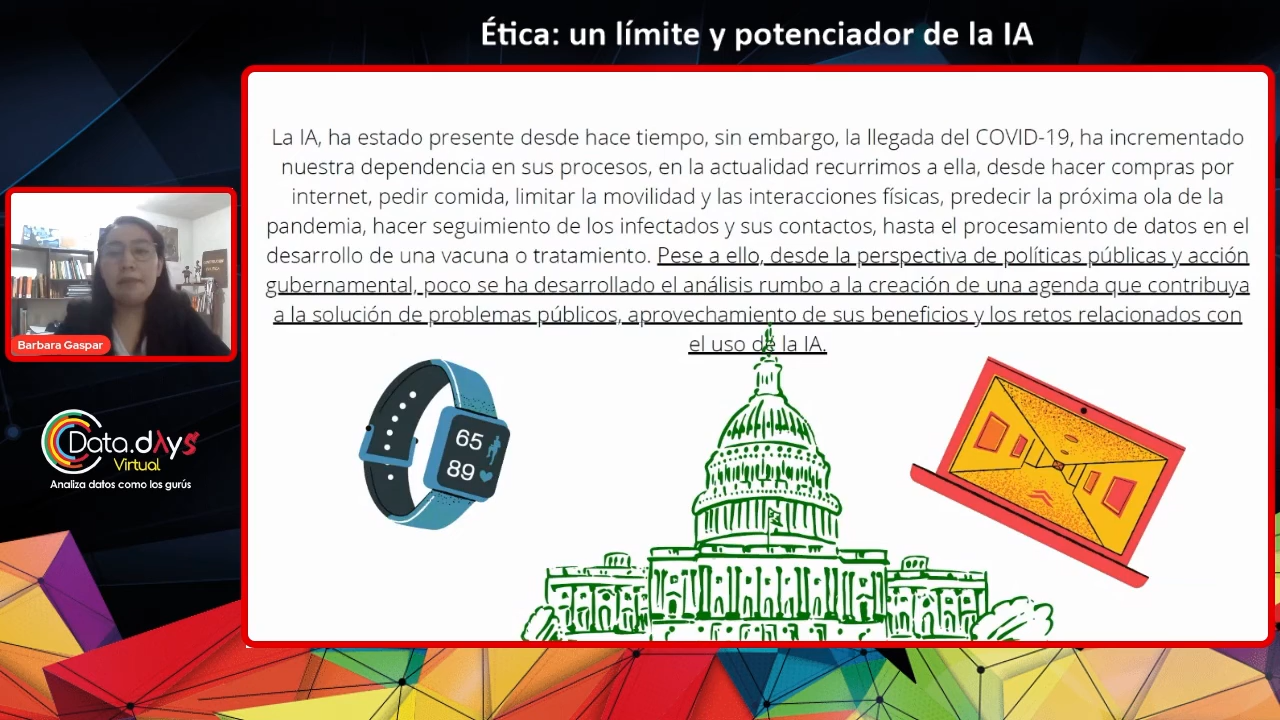 Ética: un límite y potenciador de la IA
La IA, ha estado presente desde hace tiempo, sin embargo, la llegada del COVID-19, ha incrementado
nuestra dependencia en sus procesos, en la actualidad recurrimos a ella, desde hacer compras por
internet, pedir comida, limitar la movilidad y las interacciones físicas, predecir la próxima ola de la
pandemia, hacer seguimiento de los infectados y sus contactos, hasta el procesamiento de datos en el
desarrollo de una vacuna o tratamiento. Pese a ello, desde la perspectiva de políticas públicas y acción
gubernamental, poco se ha desarrollado el análisis rumbo a la creación de una agenda que contribuya
a la solución de problemas públicos, aprovechamiento de sus beneficios y los retos relacionados con
el uso de la IA.
Barbara Gaspar
Data.dAys
Virtual
Analiza datos como los gurús
65
89